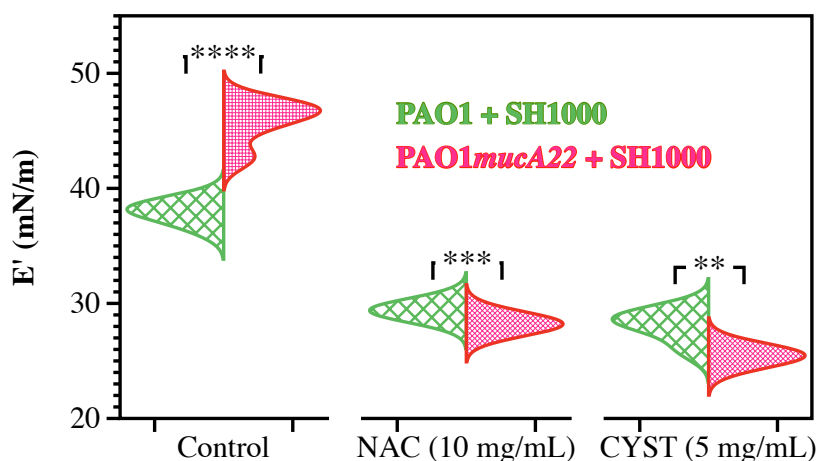 ****
50
PAO1 + SH1000
PAO1mucA22 + SH1000
40
E' (mN/m)
***
**
30
20
Control
NAC (10 mg/mL)
CYST (5 mg/mL)